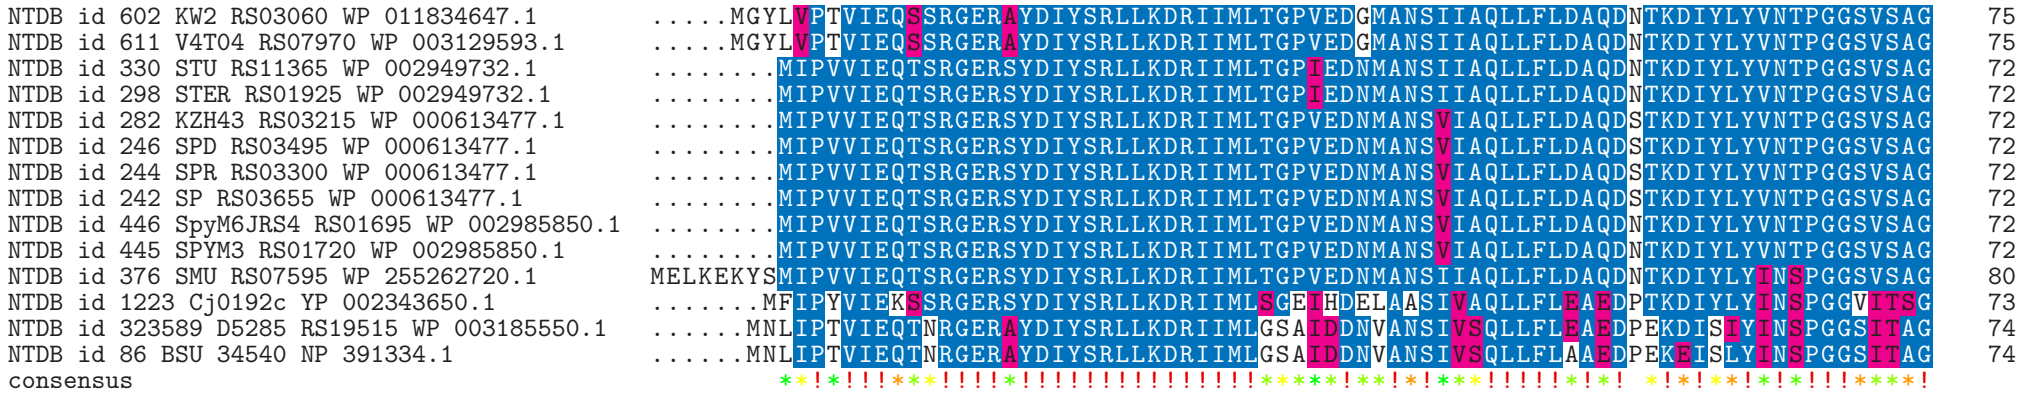 NTDB id 602 KW2 RS03060 WP 011834647.1 .....MGYLVPTVIEQSSRGERAYDIYSRLLKDRIIMLTGPVEDGMANSIIAQLLFLDAQDNTKDIYLYVNTPGGSVSAG 75
NTDB id 611 V4T04 RS07970 WP 003129593.1 .....MGYLVPTVIEQSSRGERAYDIYSRLLKDRIIMLTGPVEDGMANSIIAQLLFLDAQDNTKDIYLYVNTPGGSVSAG 75
NTDB id 330 STU RS11365 WP 002949732.1 ........MIPVVIEQTSRGERSYDIYSRLLKDRIIMLTGPIEDNMANSIIAQLLFLDAQDNTKDIYLYVNTPGGSVSAG 72
NTDB id 298 STER RS01925 WP 002949732.1 ........MIPVVIEQTSRGERSYDIYSRLLKDRIIMLTGPIEDNMANSIIAQLLFLDAQDNTKDIYLYVNTPGGSVSAG 72
NTDB id 282 KZH43 RS03215 WP 000613477.1 ........MIPVVIEQTSRGERSYDIYSRLLKDRIIMLTGPVEDNMANSVIAQLLFLDAQDSTKDIYLYVNTPGGSVSAG 72
NTDB id 246 SPD RS03495 WP 000613477.1 ........MIPVVIEQTSRGERSYDIYSRLLKDRIIMLTGPVEDNMANSVIAQLLFLDAQDSTKDIYLYVNTPGGSVSAG 72
NTDB id 244 SPR RS03300 WP 000613477.1 ........MIPVVIEQTSRGERSYDIYSRLLKDRIIMLTGPVEDNMANSVIAQLLFLDAQDSTKDIYLYVNTPGGSVSAG 72
NTDB id 242 SP RS03655 WP 000613477.1 ........MIPVVIEQTSRGERSYDIYSRLLKDRIIMLTGPVEDNMANSVIAQLLFLDAQDSTKDIYLYVNTPGGSVSAG 72
NTDB id 446 SpyM6JRS4 RS01695 WP 002985850.1 ........MIPVVIEQTSRGERSYDIYSRLLKDRIIMLTGPVEDNMANSVIAQLLFLDAQDNTKDIYLYVNTPGGSVSAG 72
NTDB id 445 SPYM3 RS01720 WP 002985850.1 ........MIPVVIEQTSRGERSYDIYSRLLKDRIIMLTGPVEDNMANSVIAQLLFLDAQDNTKDIYLYVNTPGGSVSAG 72
NTDB id 376 SMU RS07595 WP 255262720.1 MELKEKYSMIPVVIEQTSRGERSYDIYSRLLKDRIIMLTGPVEDNMANSIIAQLLFLDAQDNTKDIYLYINSPGGSVSAG 80
NTDB id 1223 Cj0192c YP 002343650.1 .......MFIPYVIEKSSRGERSYDIYSRLLKDRIIMLSGEIHDELAASIVAQLLFLEAEDPTKDIYLYINSPGGVITSG 73
NTDB id 323589 D5285 RS19515 WP 003185550.1 ......MNLIPTVIEQTNRGERAYDIYSRLLKDRIIMLGSAIDDNVANSIVSQLLFLEAEDPEKDISIYINSPGGSITAG 74
NTDB id 86 BSU 34540 NP 391334.1 ......MNLIPTVIEQTNRGERAYDIYSRLLKDRIIMLGSAIDDNVANSIVSQLLFLAAEDPEKEISLYINSPGGSITAG 74
consensus **!*!!!***!!!!*!!!!!!!!!!!!!!!*****!**!*!***!!!!!*!*! *!*!**!*!*!!!****!